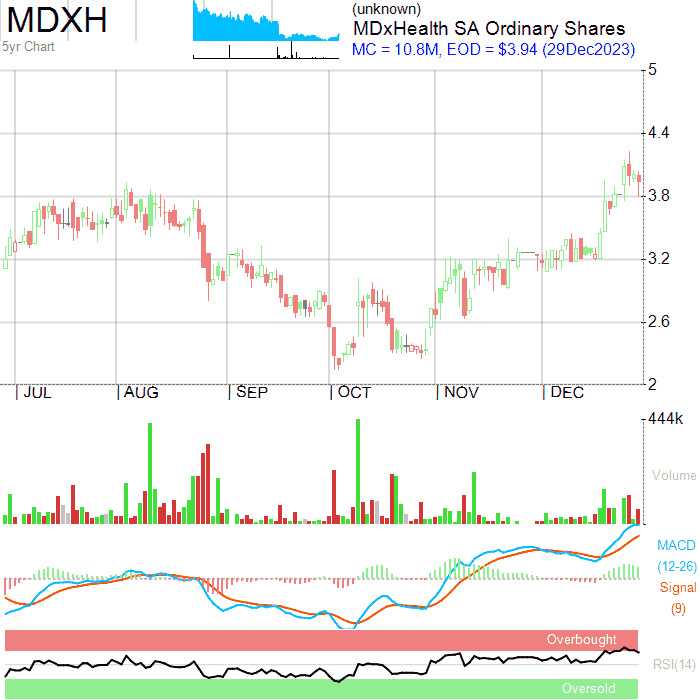 MDXH
(unknown)
MDxHealth SA Ordinary Shares
5yr Chart
MC = 10.8M, EOD = $3.94 (29Dec2023)
5
4.4
3.8
3.2
2.6
2
JUL AUG SEP OCT NOV DEC
444k
Volume
MACD
(12-26)
Signal
(9)
Overbought
RSI(14)
Oversold